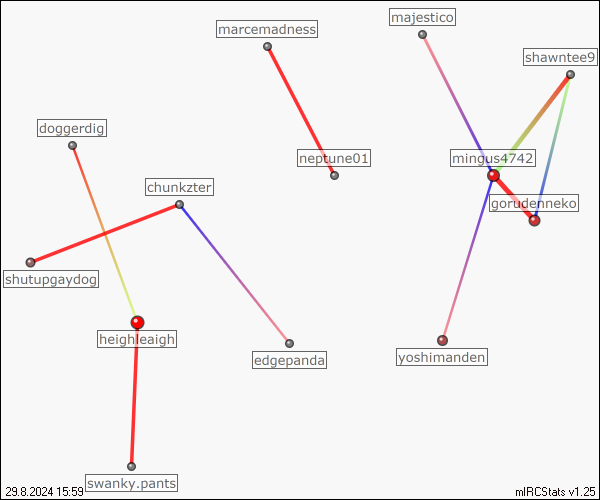 majestico
marcemadness
shawntee9
doggerdig
neptune01
mingus4742
chunkzter
gorudenneko
shutupgaydog
heighleaigh
edgepanda
yoshimanden
swanky.pants
29.8.2024 15:59
mIRCStats v1.25